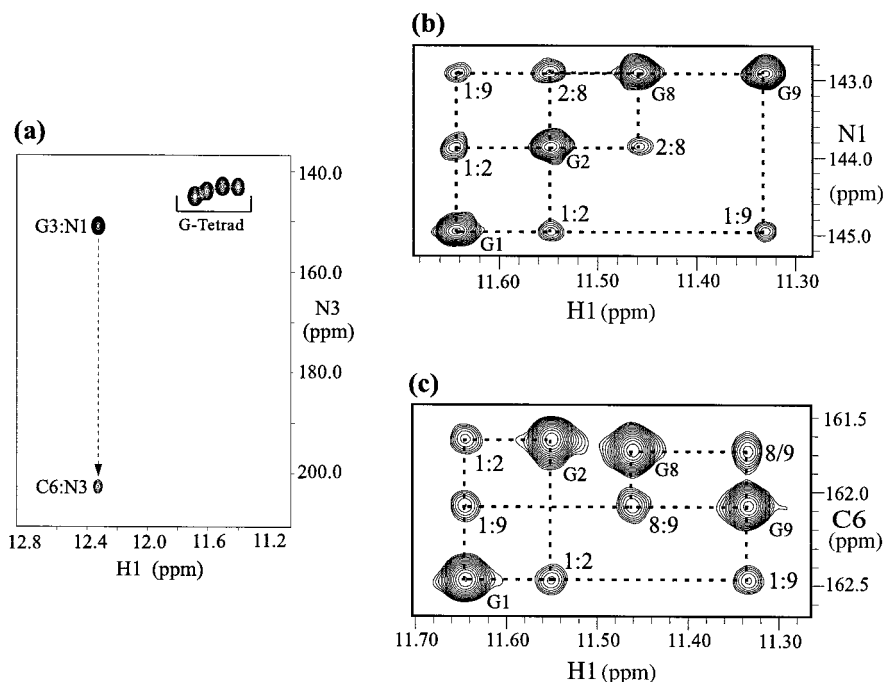 (a)
G3:N1
G-Tetrad
C6:N3
140.0
160.0
N3
(ppm)
180.0
200.0
12.8 12.4 12.0 11.6 11.2
H1 (ppm)
(b)
1:9 2:8 G8 G9
1:2 G2 2:8
G1 1:2 1:9
143.0
N1
144.0
(ppm)
145.0
11.60 11.50 11.40 11.30
H1 (ppm)
(c)
1:2 G2 G8 8/9
1:9 8:9 G9
G1 1:2 1:9
161.5
162.0
C6
(ppm)
162.5
11.70 11.60 11.50 11.40 11.30
H1 (ppm)